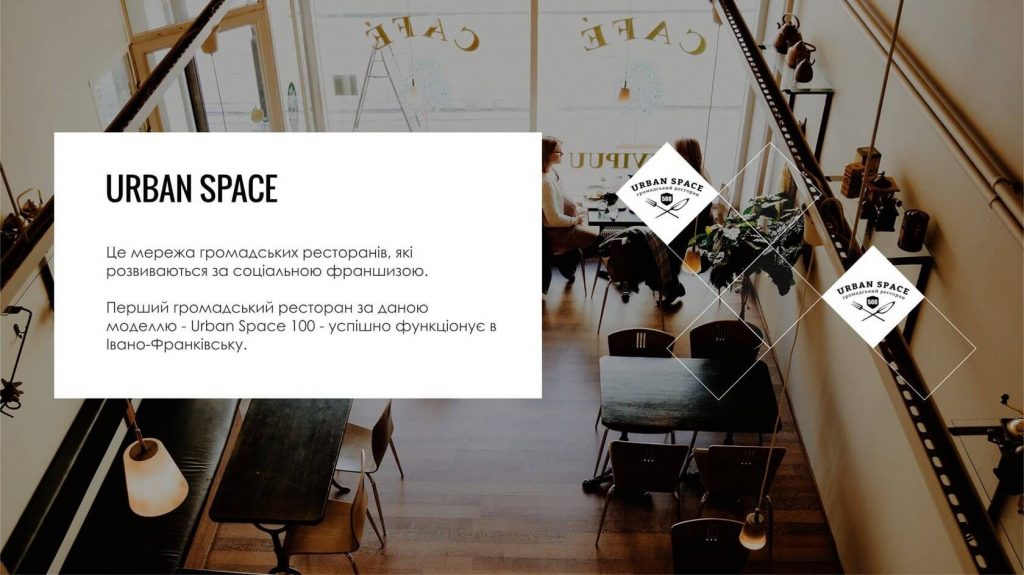 CAFÉ
CAFÉ
URBAN SPACE
Це мережа громадських ресторанів, які
розвиваються за соціальною франшизою.
Перший громадський ресторан за даною
моделлю - Urban Space 100 - успішно функціонує в
Івано-Франківську.
URBAN SPACE
громадський ресторан
500
URBAN SPACE
громадський ресторан
500